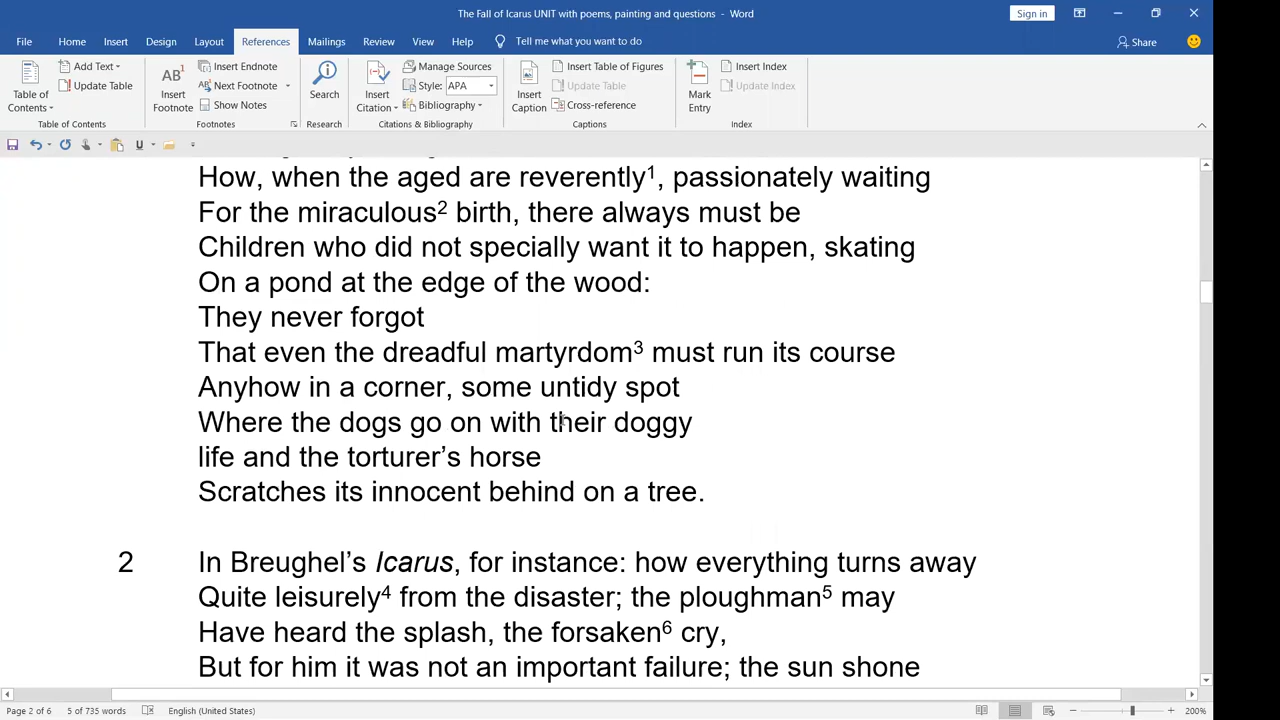 The Fall of Icarus UNIT with poems, painting and questions - Word
Sign in
File Home Insert Design Layout References Mailings Review View Help Tell me what you want to do Share
Table of Contents
Add Text
Update Table
Table of Contents
AB1 Insert Footnote
Insert Endnote
Next Footnote
Show Notes
Footnotes
Search
Research
Insert Citation
Manage Sources
Style: APA
Bibliography
Citations & Bibliography
Insert Caption
Insert Table of Figures
Update Table
Cross-reference
Captions
Mark Entry
Insert Index
Update Index
Index
How, when the aged are reverently1, passionately waiting
For the miraculous2 birth, there always must be
Children who did not specially want it to happen, skating
On a pond at the edge of the wood:
They never forgot
That even the dreadful martyrdom3 must run its course
Anyhow in a corner, some untidy spot
Where the dogs go on with their doggy
life and the torturer's horse
Scratches its innocent behind on a tree.
2 In Breughel's Icarus, for instance: how everything turns away
Quite leisurely4 from the disaster; the ploughman5 may
Have heard the splash, the forsaken6 cry,
But for him it was not an important failure; the sun shone
Page 2 of 6 5 of 735 words English (United States) 200%